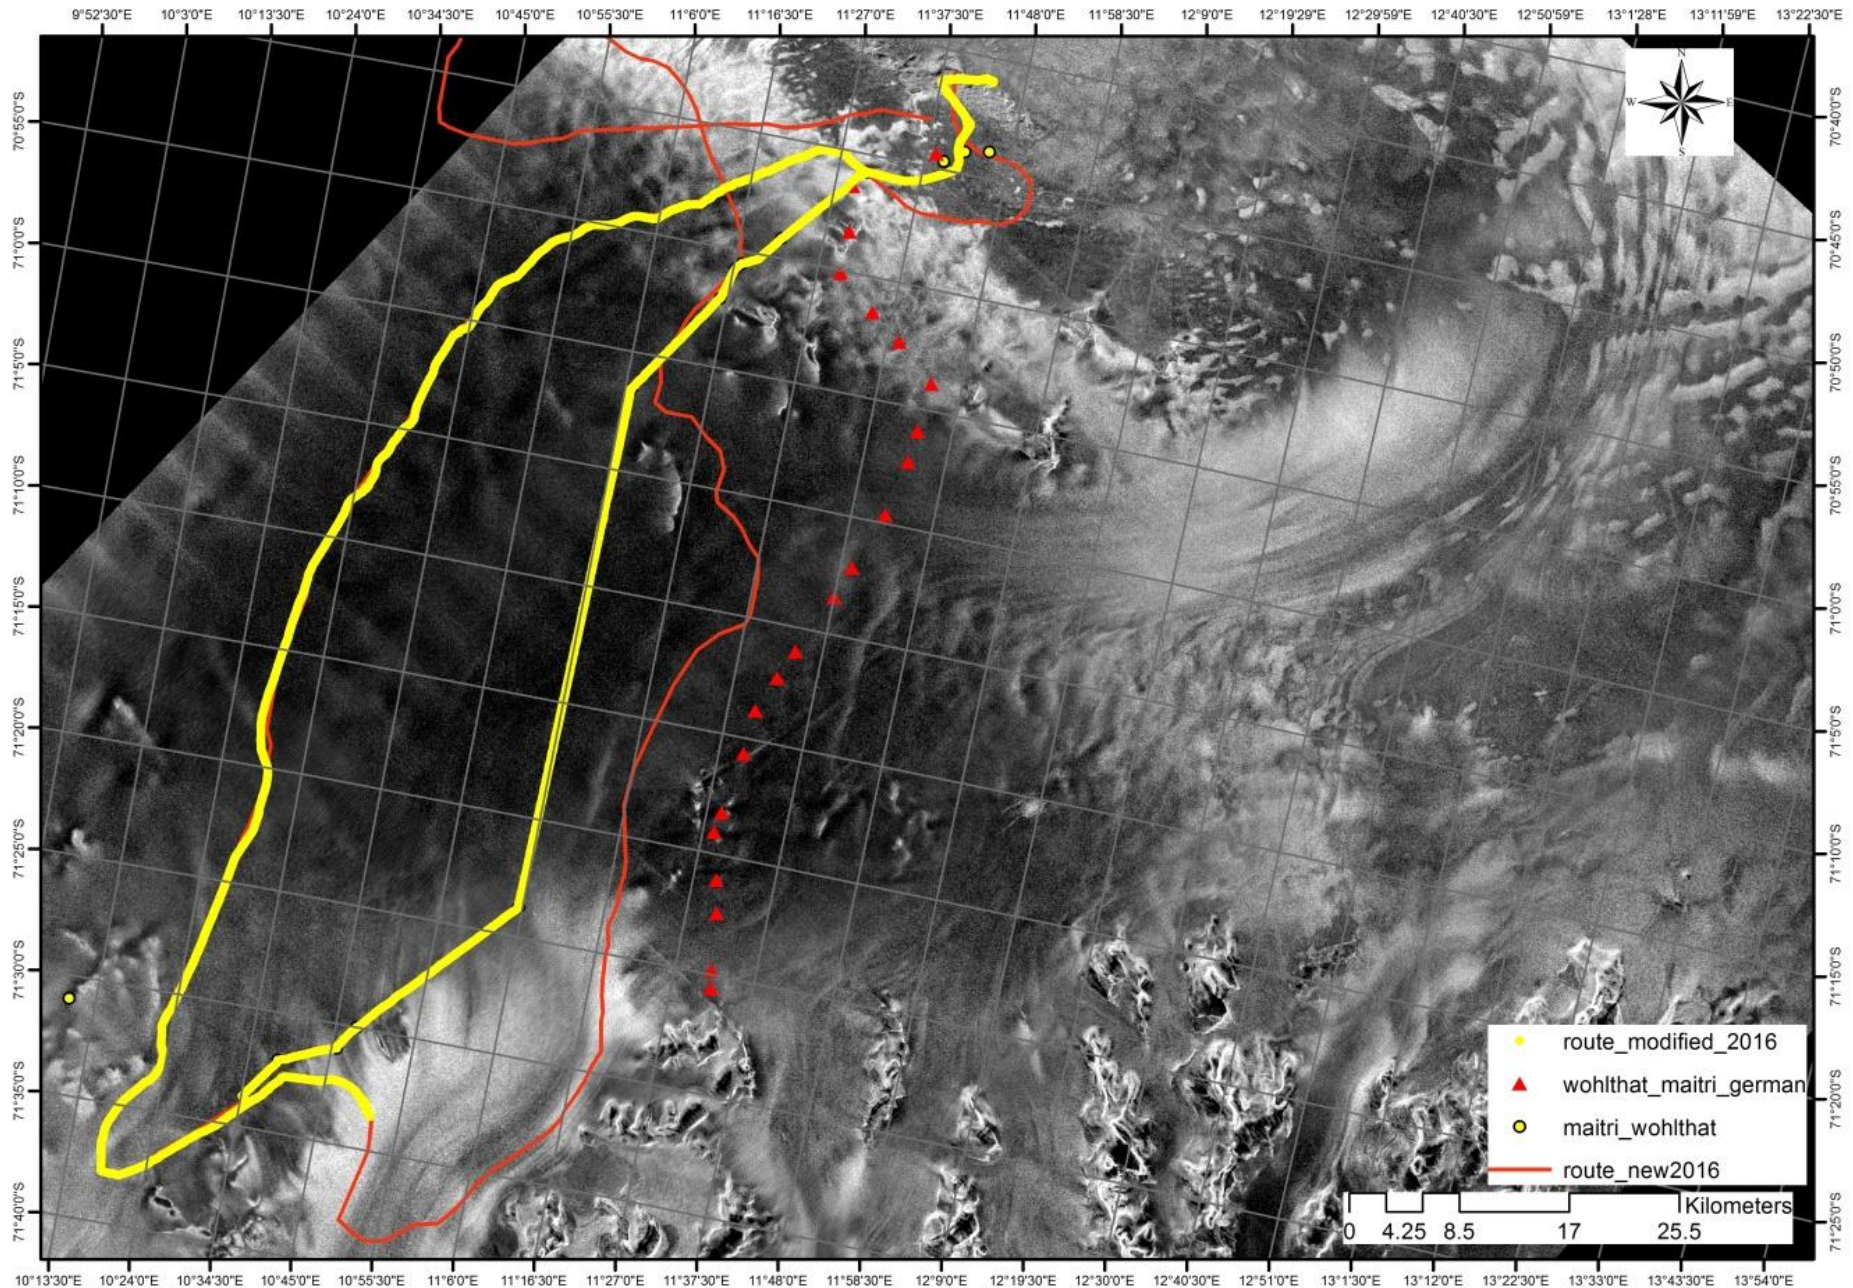 9°52'30"E 10°3'0"E 10°13'30"E 10°24'0"E 10°34'30"E 10°45'0"E 10°53'30"E 11°6'0"E 11°16'30"E 11°27'0"E 11°37'30"E 11°48'0"E 11°58'30"E 12°9'0"E 12°19'29"E 12°29'59"E 12°40'30"E 12°50'59"E 13°1'28"E 13°11'59"E 13°22'30"E
N
W E
S
70°55'0"S
71°0'0"S
71°5'0"S
71°10'0"S
71°15'0"S
71°20'0"S
71°25'0"S
71°30'0"S
71°35'0"S
71°40'0"S
70°40'0"S
70°45'0"S
70°50'0"S
70°55'0"S
71°0'0"S
71°5'0"S
71°10'0"S
71°15'0"S
71°20'0"S
71°25'0"S
route_modified_2016
wohlthat_maitri_german
maitri_wohlthat
route_new2016
Kilometers
0 4.25 8.5 17 25.5
10°13'30"E 10°24'0"E 10°34'30"E 10°45'0"E 10°53'30"E 11°6'0"E 11°16'30"E 11°27'0"E 11°37'30"E 11°48'0"E 11°58'30"E 12°9'0"E 12°19'30"E 12°30'0"E 12°40'30"E 12°51'0"E 13°1'30"E 13°12'0"E 13°22'30"E 13°33'0"E 13°43'30"E 13°54'0"E